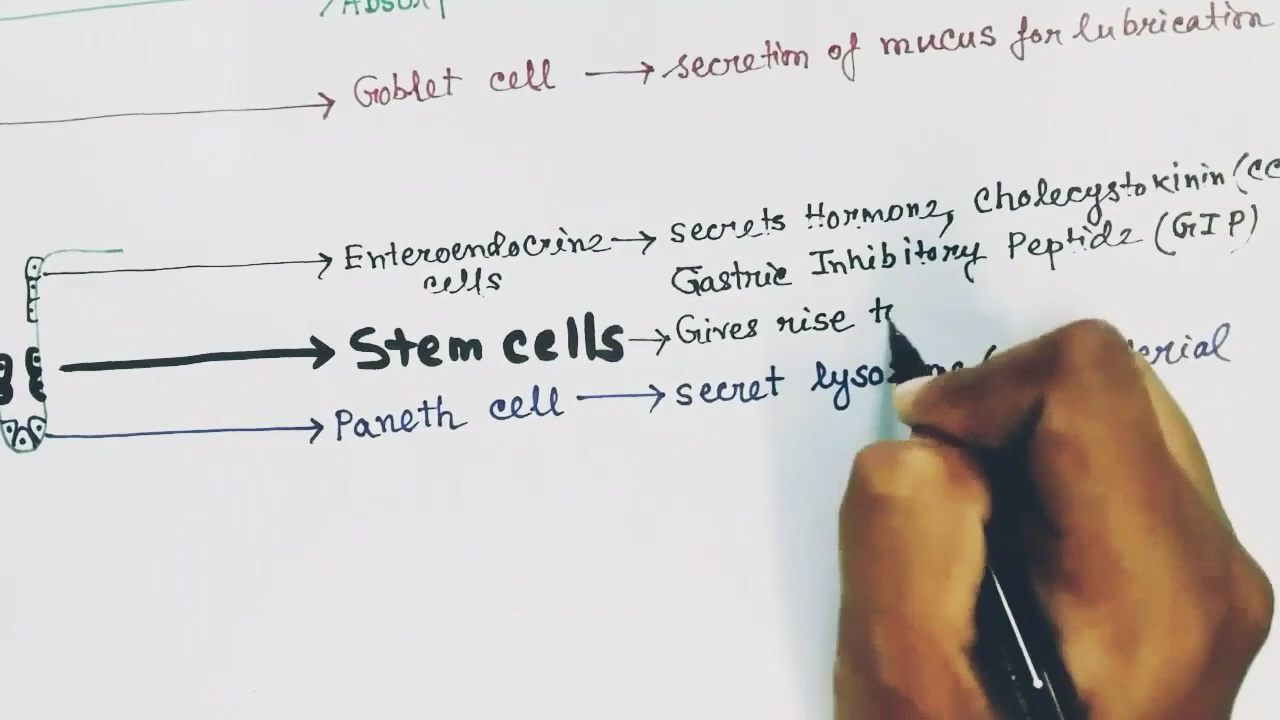 Goblet cell → secretion of mucus for lubrication
Enteroendocrine cells → secrets Hormone, Cholecystokinin (CC
Gastric Inhibitory Peptide (GIP)
Stem cells → Gives rise t
Paneth cell → secret